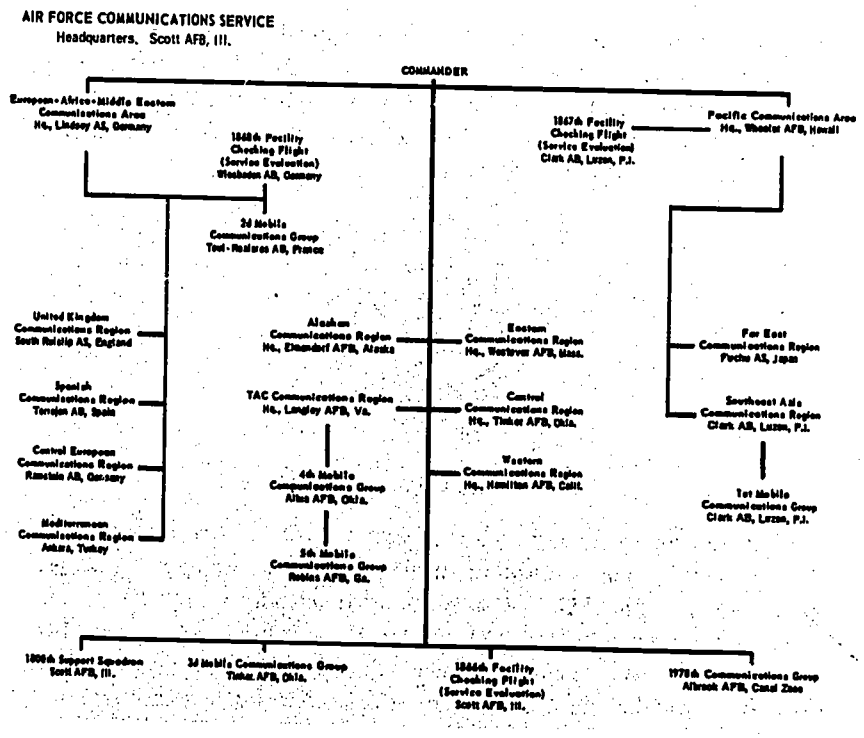 AIR FORCE COMMUNICATIONS SERVICE
Headquarters, Scott AFB, Ill.
COMMANDER
European-Africa-Middle Eastern
Communications Area
Hq., Lindsey AS, Germany
1868th Facility
Checking Flight
(Service Evaluation)
Wiesbaden AB, Germany
2d Mobile
Communications Group
Toul-Rosieres AB, France
1867th Facility
Checking Flight
(Service Evaluation)
Clark AB, Luzon, P.I.
Pacific Communications Area
Hq., Wheeler AFB, Hawaii
United Kingdom
Communications Region
South Ruislip AS, England
Spanish
Communications Region
Torrejon AB, Spain
Central European
Communications Region
Ramstein AB, Germany
Mediterranean
Communications Region
Ankara, Turkey
Alaskan
Communications Region
Hq., Elmendorf AFB, Alaska
TAC Communications Region
Hq., Langley AFB, Va.
4th Mobile
Communications Group
Altus AFB, Okla.
5th Mobile
Communications Group
Robins AFB, Ga.
Eastern
Communications Region
Hq., Westover AFB, Mass.
Central
Communications Region
Hq., Tinker AFB, Okla.
Western
Communications Region
Hq., Hamilton AFB, Calif.
Far East
Communications Region
Fuchu AS, Japan
Southeast Asia
Communications Region
Clark AB, Luzon, P.I.
1st Mobile
Communications Group
Clark AB, Luzon, P.I.
1800th Support Squadron
Scott AFB, Ill.
3d Mobile Communications Group
Tinker AFB, Okla.
1866th Facility
Checking Flight
(Service Evaluation)
Scott AFB, Ill.
1978th Communications Group
Albrook AFB, Canal Zone